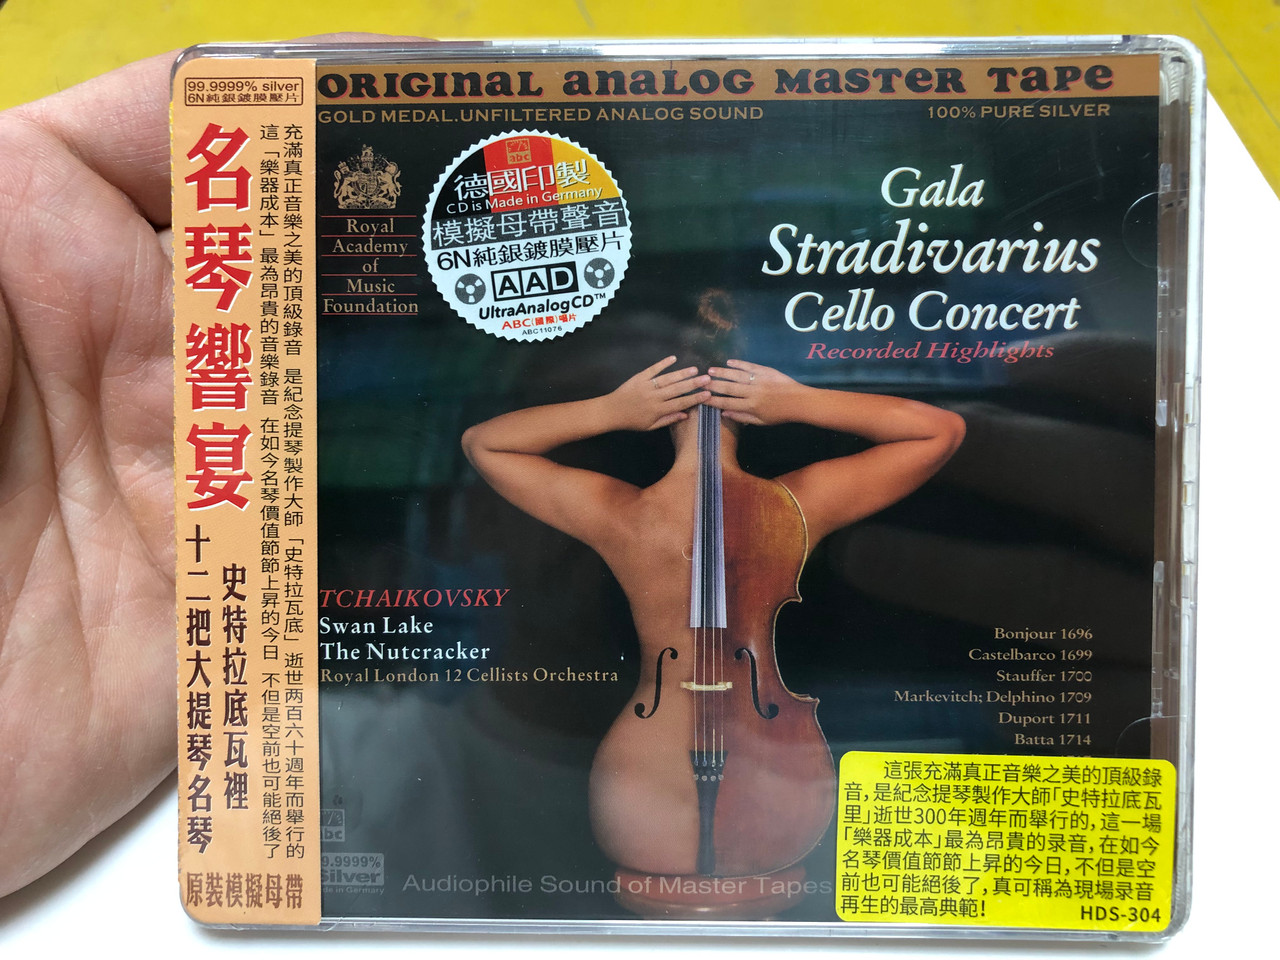 99.9999% silver
6N純銀鍍膜壓片
名琴響宴
充滿真正音樂之美的頂級錄音 是紀念提琴製作大師「史特拉瓦底」逝世两百六十週年而舉行的
這「樂器成本」最為昂貴的音樂錄音 在如今名琴價值節節上昇的今日 不但是空前也可能絕後了
史特拉底瓦裡
十二把大提琴名琴
原裝模擬母帶
ORIGINAL ANALOG MASTER TAPE
GOLD MEDAL.UNFILTERED ANALOG SOUND
100% PURE SILVER
Royal
Academy
of
Music
Foundation
abc
德國印製
CD is Made in Germany
模擬母帶聲音
6N純銀鍍膜壓片
AAD
UltraAnalogCD™
ABC(國際)唱片
ABC11076
Gala
Stradivarius
Cello Concert
Recorded Highlights
TCHAIKOVSKY
Swan Lake
The Nutcracker
Royal London 12 Cellists Orchestra
Bonjour 1696
Castelbarco 1699
Stauffer 1700
Markevitch; Delphino 1709
Duport 1711
Batta 1714
abc
9.9999%
Silver
de in Germany
Audiophile Sound of Master Tapes
這張充滿真正音樂之美的頂級錄
音，是紀念提琴製作大師「史特拉底瓦
里」逝世300年週年而舉行的，這一場
「樂器成本」最為昂貴的录音，在如今
名琴價值節節上昇的今日，不但是空
前也可能絕後了，真可稱為現場录音
再生的最高典範！
HDS-304